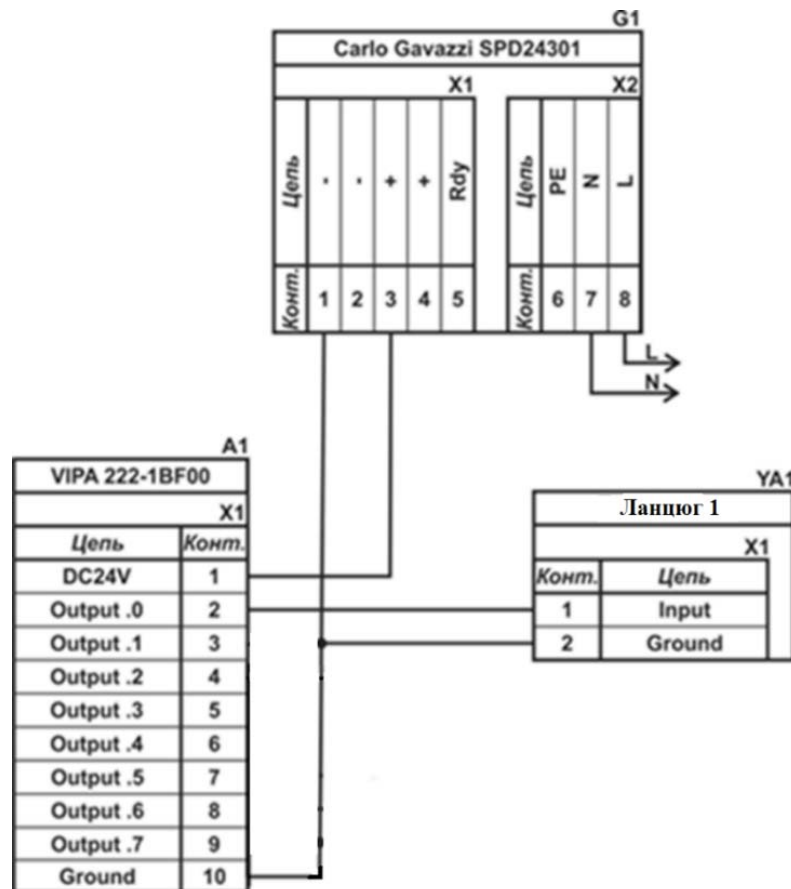 G1
Carlo Gavazzi SPD24301
X1 X2
Цепь - - + + Rdy Цепь PE N L
Конт. 1 2 3 4 5 Конт. 6 7 8
L
N
A1
VIPA 222-1BF00
X1
Цепь Конт.
DC24V 1
Output .0 2
Output .1 3
Output .2 4
Output .3 5
Output .4 6
Output .5 7
Output .6 8
Output .7 9
Ground 10
YA1
Ланцюг 1
X1
Конт. Цепь
1 Input
2 Ground